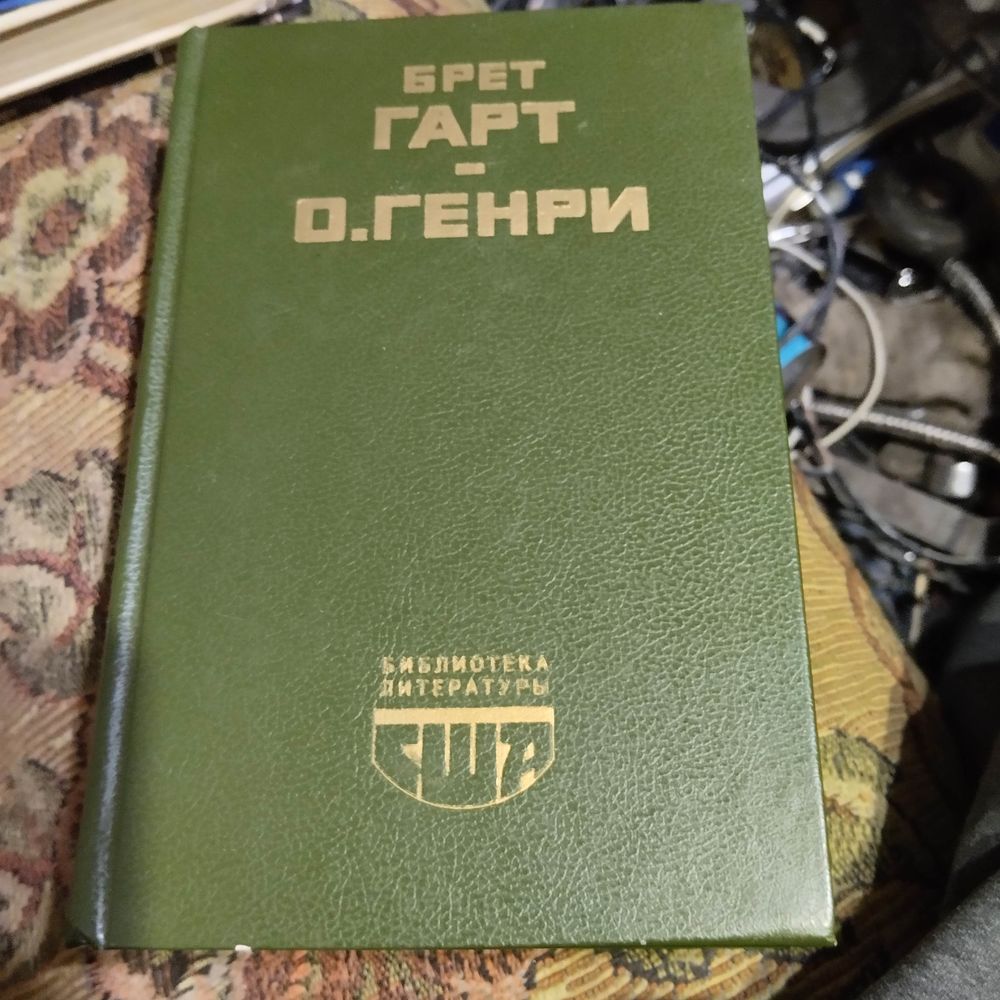 БРЕТ
ГАРТ
-
О.ГЕНРИ
БИБЛИОТЕКА
ЛИТЕРАТУРЫ
США